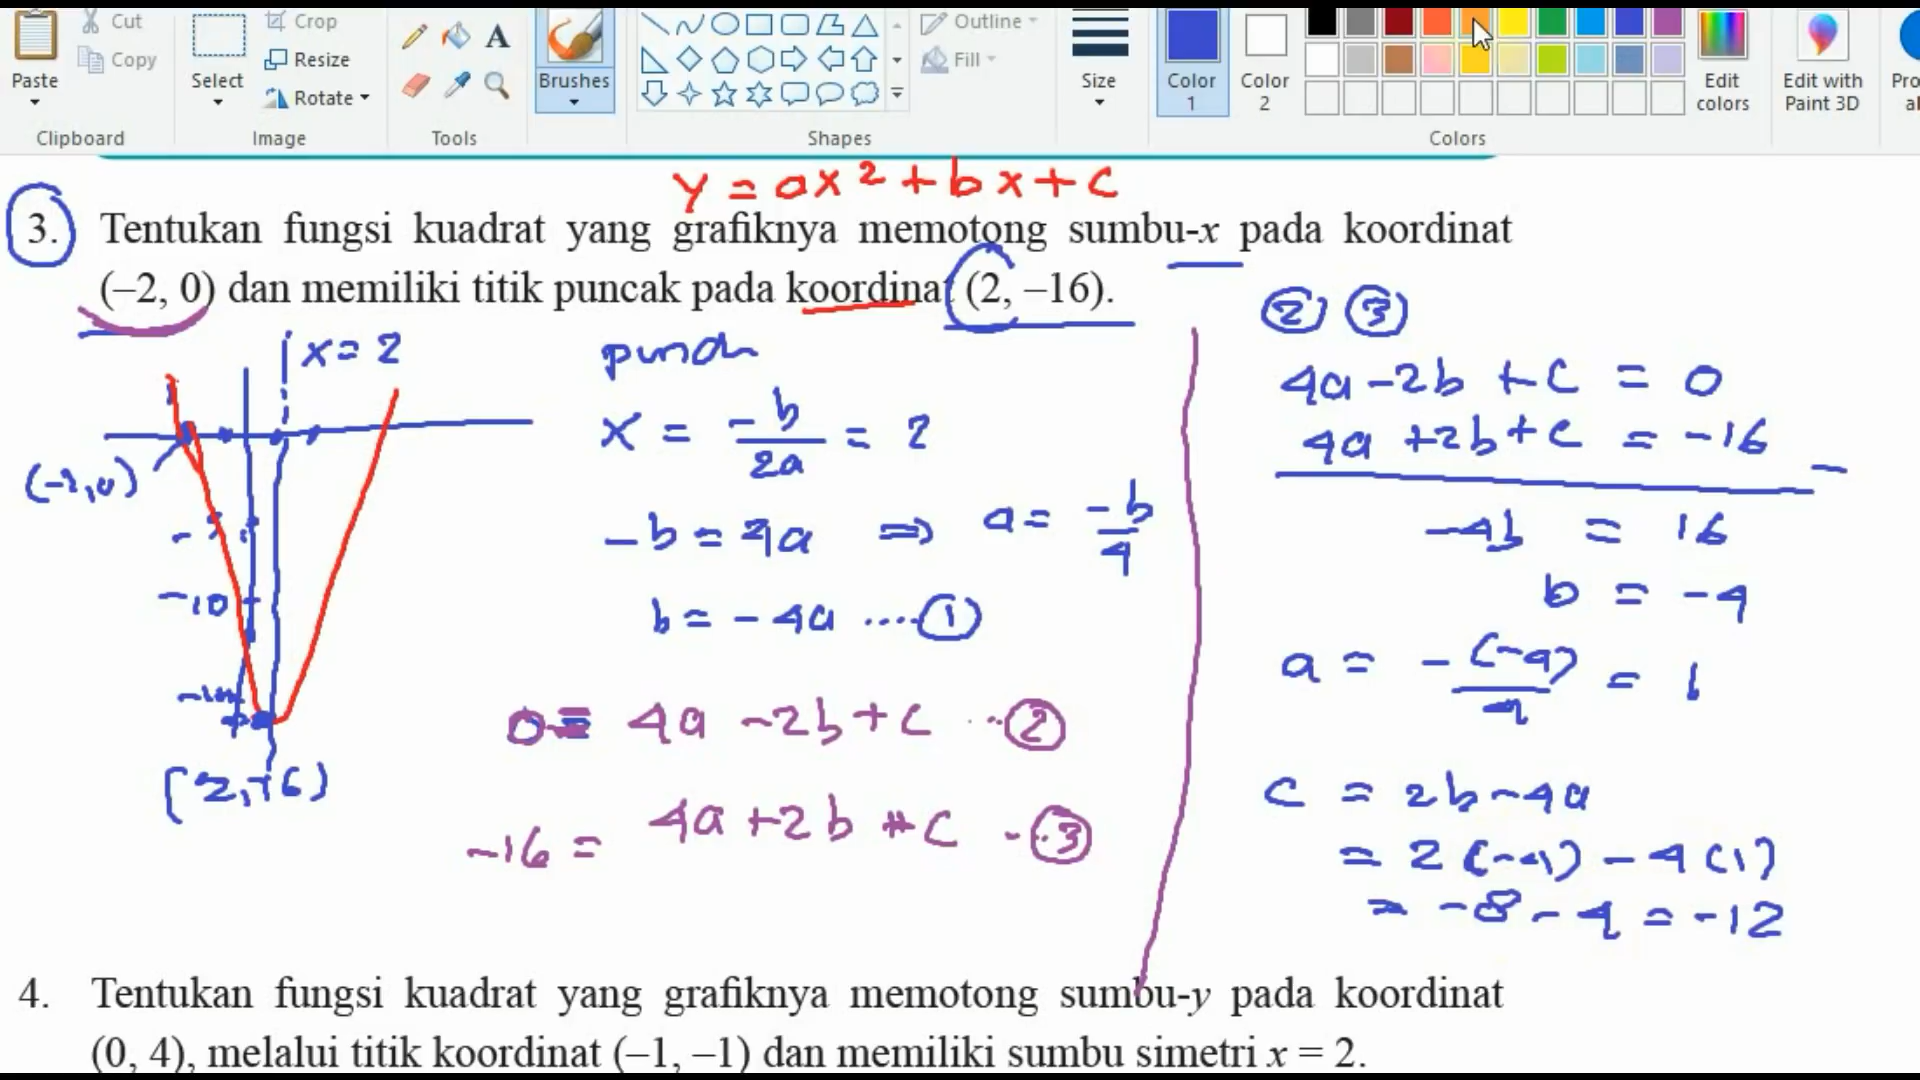 Cut
Copy
Paste
Clipboard
Select
Crop
Resize
Rotate
Image
A
Tools
Brushes
Outline
Fill
Shapes
Size
Color 1
Color 2
Edit colors
Edit with Paint 3D
Colors
y = ax² + bx + c
3. Tentukan fungsi kuadrat yang grafiknya memotong sumbu-x pada koordinat
(–2, 0) dan memiliki titik puncak pada koordinat (2, –16).
x = 2
(-2,0)
-10
x = -b/2a = 2
-b = 4a ⇒ a = -b/4
b = -4a .... ①
0 = 4a - 2b + c ... ②
-16 = 4a + 2b + c ... ③
② ③
4a - 2b + c = 0
4a + 2b + c = -16 –
-4b = 16
b = -4
a = - (-4)/4 = 1
c = 2b - 4a
= 2(-4) - 4(1)
= -8 - 4 = -12
4. Tentukan fungsi kuadrat yang grafiknya memotong sumbu-y pada koordinat
(0, 4), melalui titik koordinat (–1, –1) dan memiliki sumbu simetri x = 2.